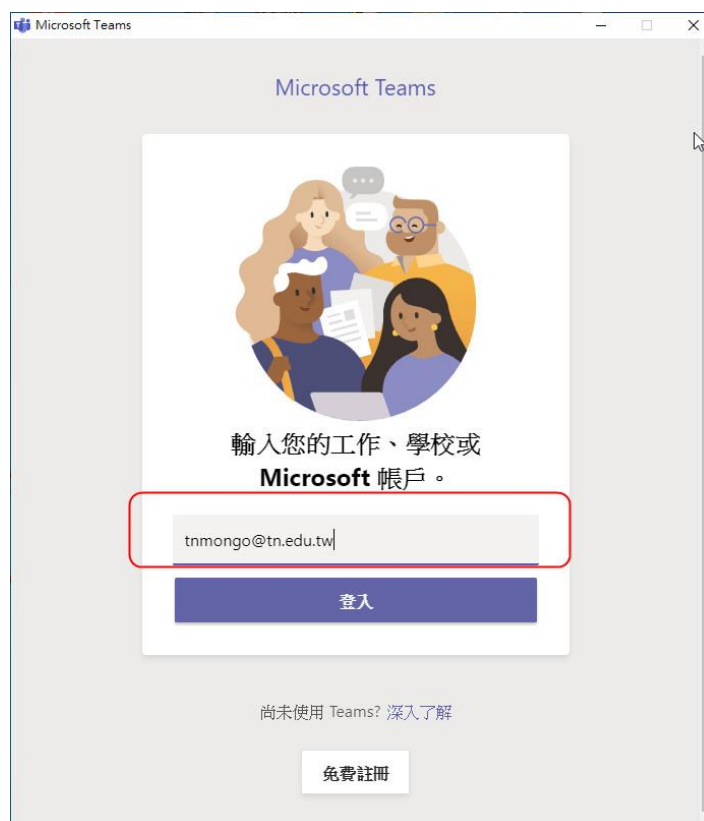 Microsoft Teams
Microsoft Teams
輸入您的工作、學校或
Microsoft 帳戶。
tnmongo@tn.edu.tw
登入
尚未使用 Teams? 深入了解
免費註冊